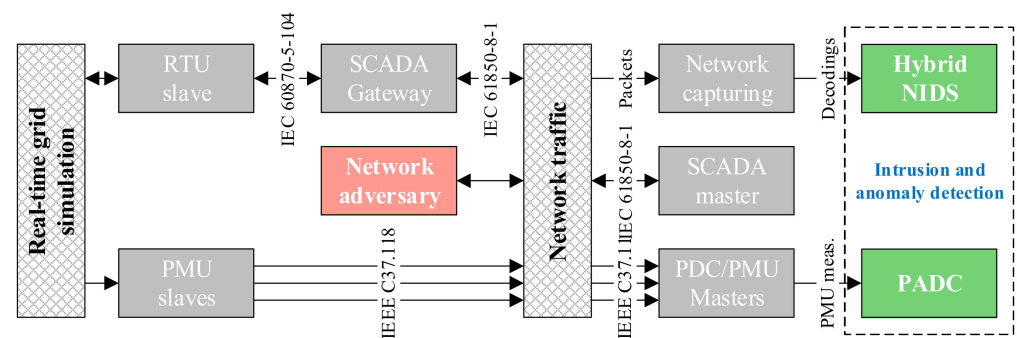 Real-time grid
simulation
RTU
slave
IEC 60870-5-104
SCADA
Gateway
IEC 61850-8-1
Network traffic
Packets
Network
capturing
Decodings
Hybrid
NIDS
Network
adversary
IEC 61850-8-1
SCADA
master
Intrusion and
anomaly detection
PMU
slaves
IEEE C37.118
IEEE C37.11
PDC/PMU
Masters
PMU meas.
PADC